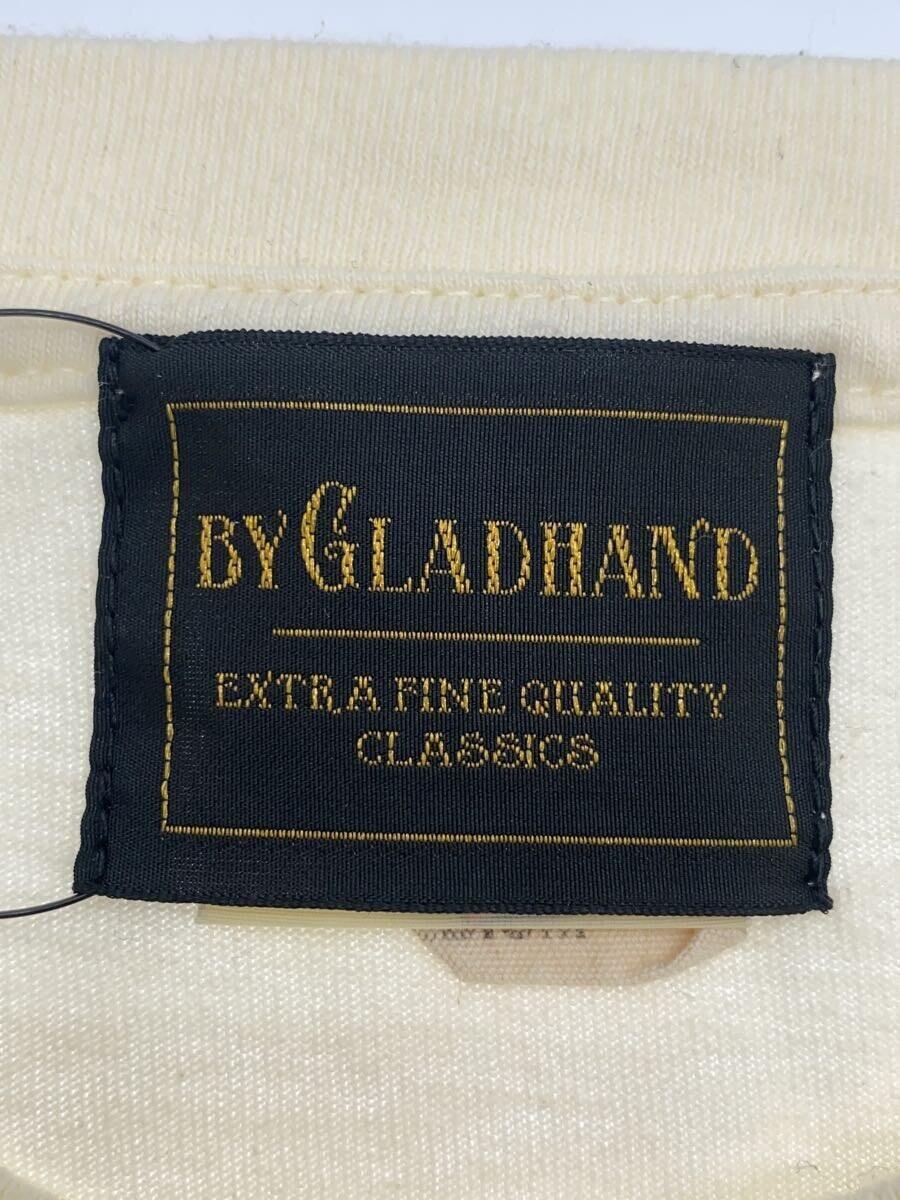 BY GLADHAND
EXTRA FINE QUALITY
CLASSICS